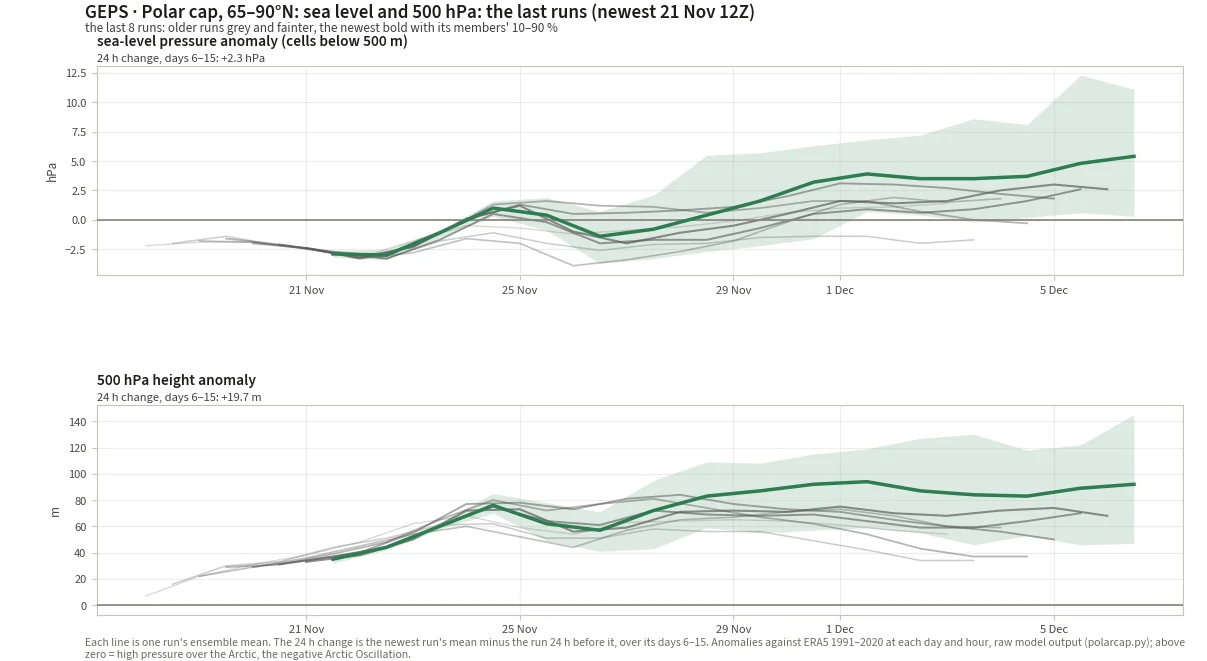 GEPS · Polar cap, 65–90°N: sea level and 500 hPa: the last runs (newest 21 Nov 12Z)
the last 8 runs: older runs grey and fainter, the newest bold with its members' 10–90 %
sea-level pressure anomaly (cells below 500 m)
24 h change, days 6–15: +2.3 hPa
12.5
10.0
7.5
5.0
2.5
0.0
−2.5
hPa
21 Nov 25 Nov 29 Nov 1 Dec 5 Dec
500 hPa height anomaly
24 h change, days 6–15: +19.7 m
140
120
100
80
60
40
20
0
m
21 Nov 25 Nov 29 Nov 1 Dec 5 Dec
Each line is one run's ensemble mean. The 24 h change is the newest run's mean minus the run 24 h before it, over its days 6–15. Anomalies against ERA5 1991–2020 at each day and hour, raw model output (polarcap.py); above
zero = high pressure over the Arctic, the negative Arctic Oscillation.